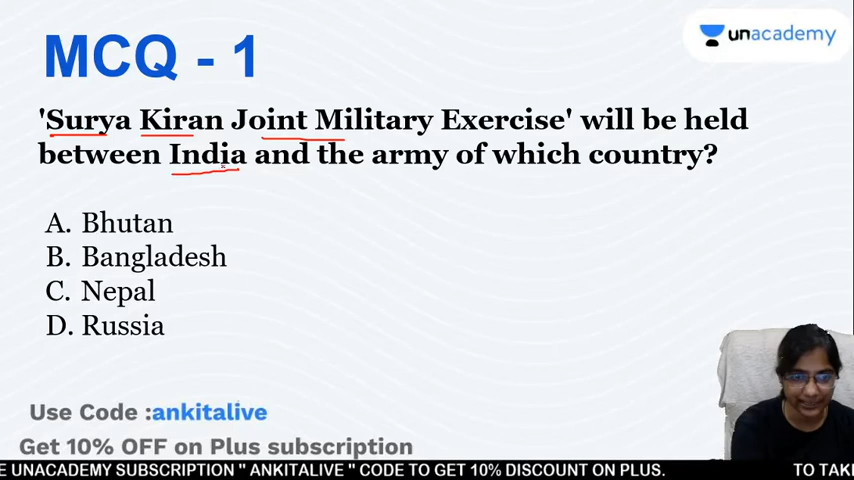 MCQ - 1
unacademy
'Surya Kiran Joint Military Exercise' will be held
between India and the army of which country?
A. Bhutan
B. Bangladesh
C. Nepal
D. Russia
Use Code :ankitalive
Get 10% OFF on Plus subscription
E UNACADEMY SUBSCRIPTION " ANKITALIVE " CODE TO GET 10% DISCOUNT ON PLUS. TO TAK